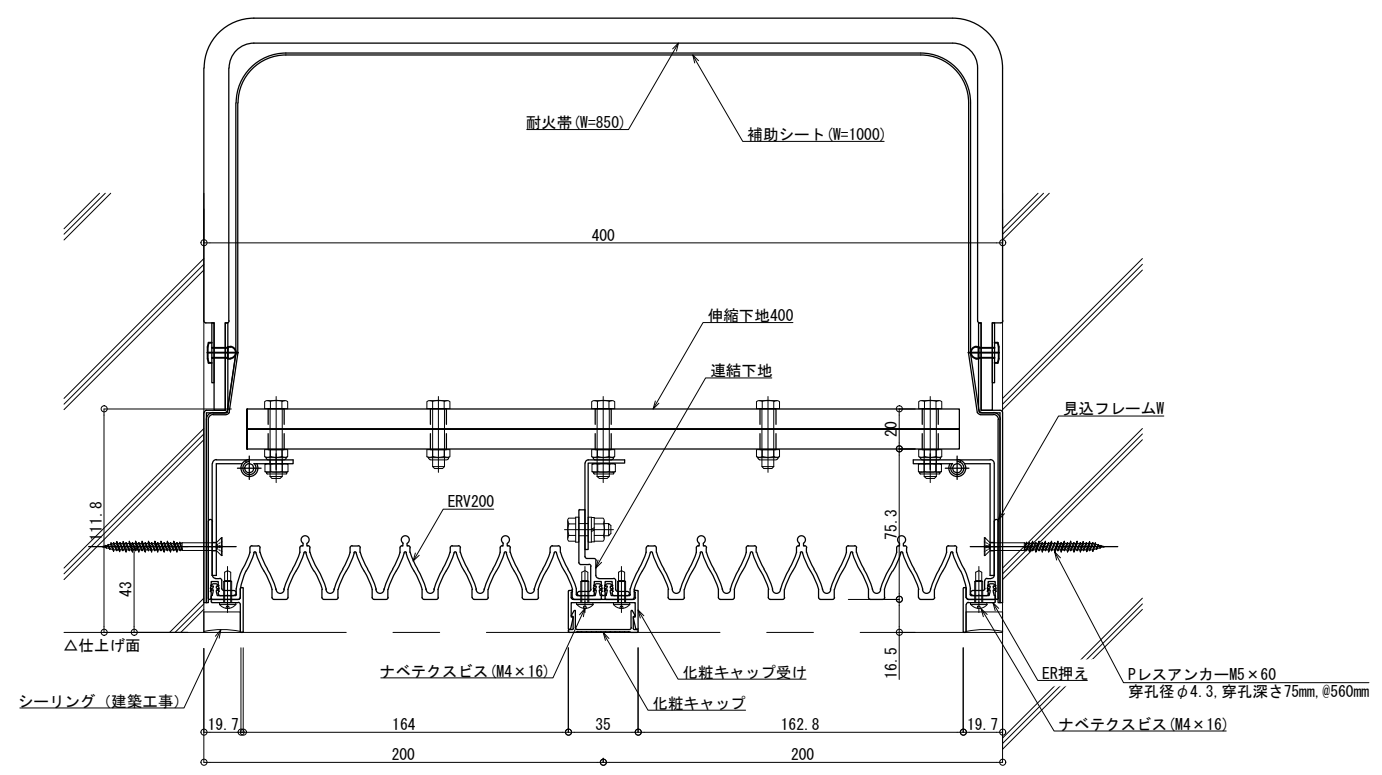 耐火帯(W=850)
補助シート(W=1000)
400
伸縮下地400
連結下地
見込フレームW
20
111.8
ERV200
75.3
43
△仕上げ面
16.5
ナベテクスビス(M4×16)
化粧キャップ受け
ER押え
Pレスアンカー M5×60
シーリング (建築工事)
化粧キャップ
穿孔径φ4.3,穿孔深さ75mm,@560mm
ナベテクスビス(M4×16)
19.7
164
35
162.8
19.7
200
200